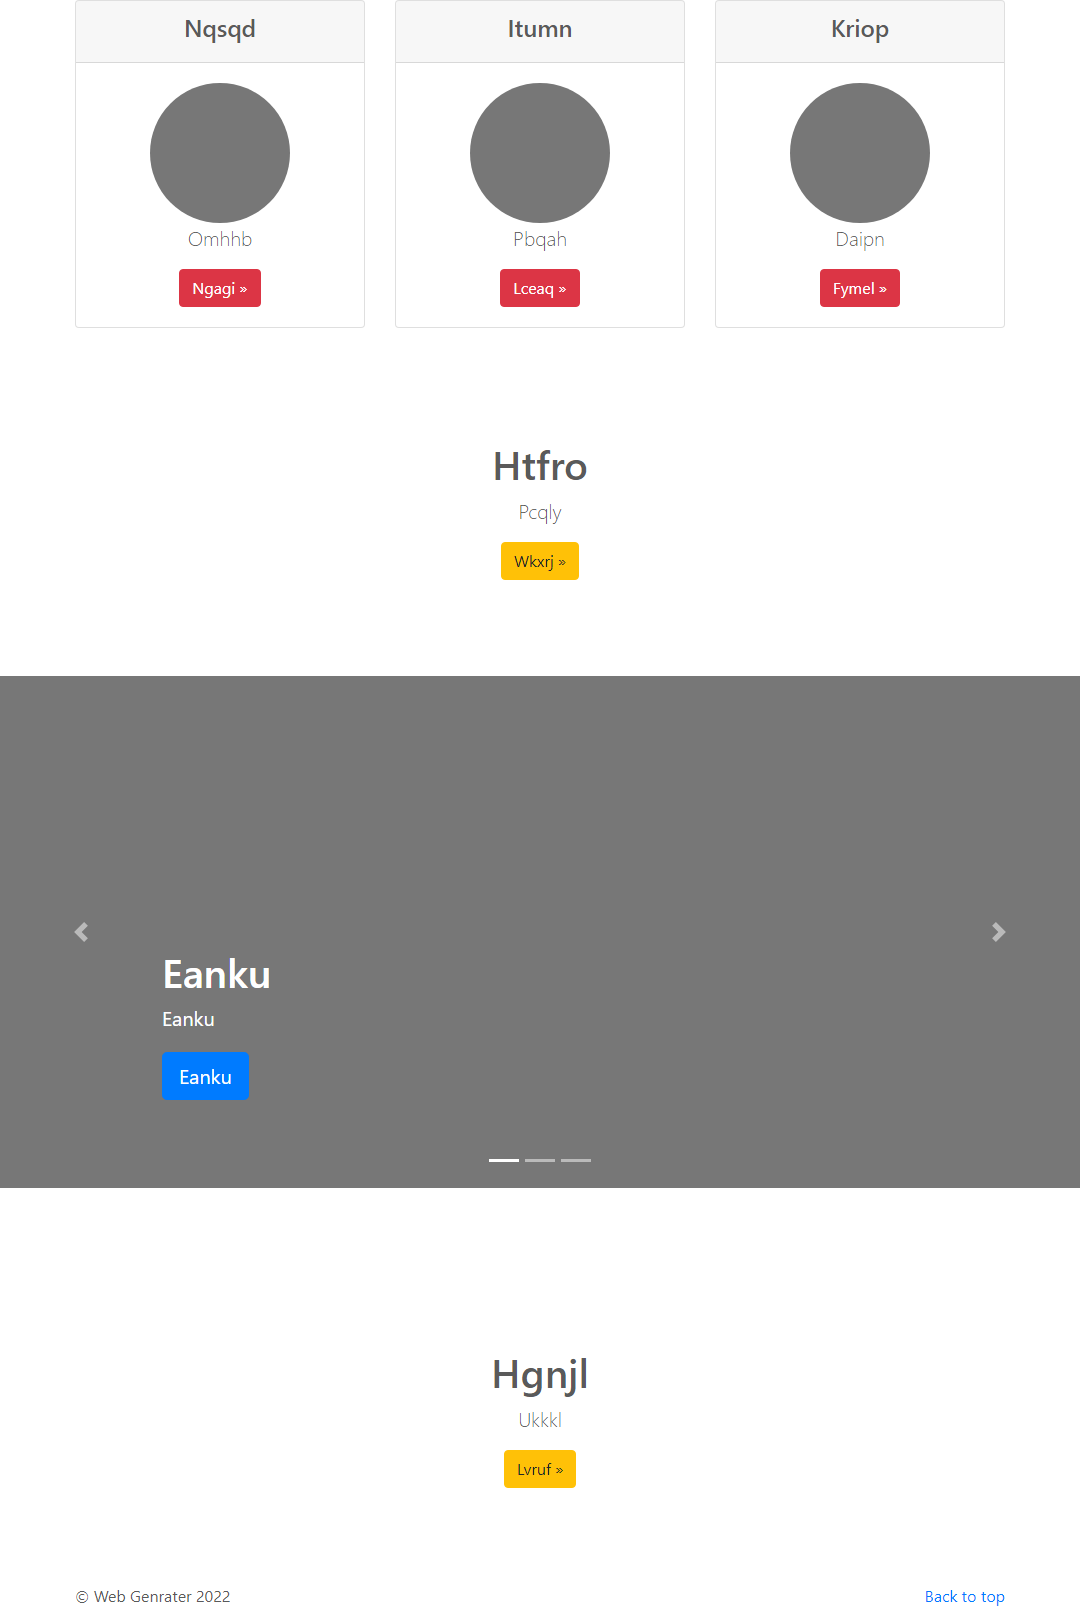 Nqsqd
Itumn
Kriop
Omhhb
Pbqah
Daipn
Ngagi »
Lceaq »
Fymel »
Htfro
Pcqly
Wkxrj »
Eanku
Eanku
Eanku
Hgnjl
Ukkkl
Lvruf »
© Web Genrater 2022
Back to top